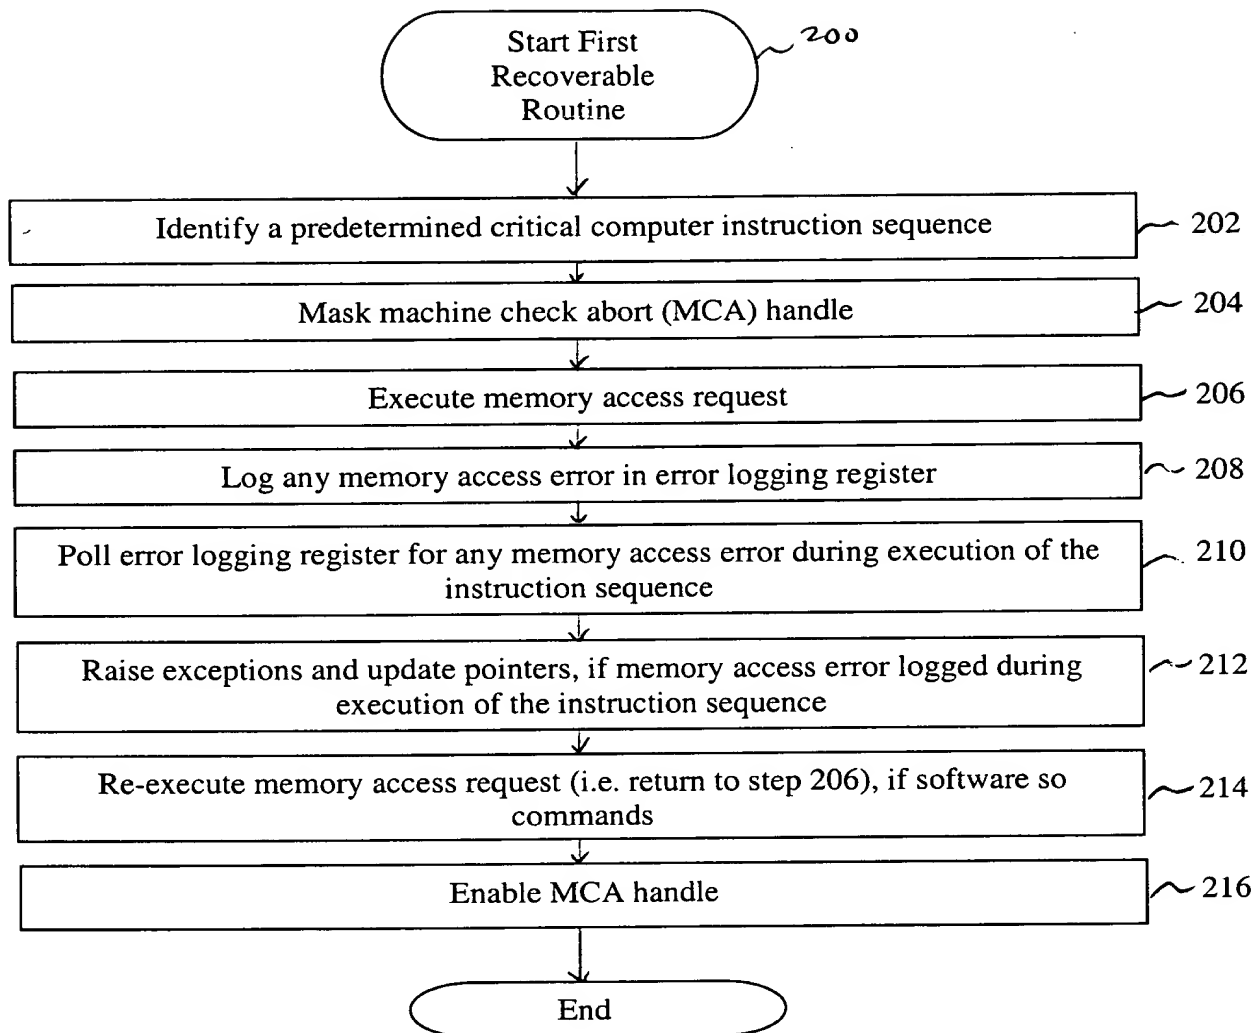 Start First
Recoverable
Routine
200
Identify a predetermined critical computer instruction sequence
202
Mask machine check abort (MCA) handle
204
Execute memory access request
206
Log any memory access error in error logging register
208
Poll error logging register for any memory access error during execution of the
instruction sequence
210
Raise exceptions and update pointers, if memory access error logged during
execution of the instruction sequence
212
Re-execute memory access request (i.e. return to step 206), if software so
commands
214
Enable MCA handle
216
End